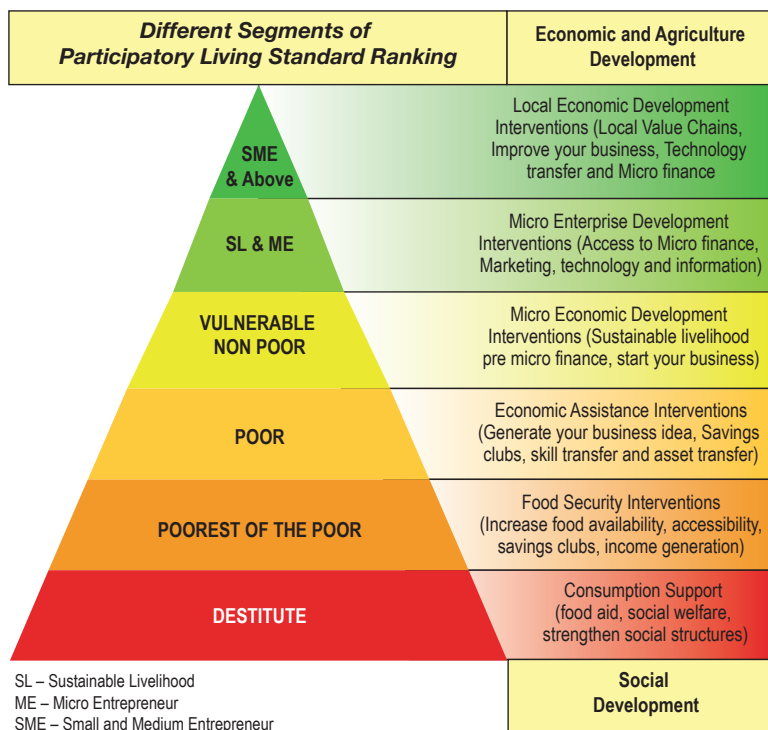 Different Segments of
Participatory Living Standard Ranking
Economic and Agriculture
Development
SME
& Above
Local Economic Development
Interventions (Local Value Chains,
Improve your business, Technology
transfer and Micro finance
SL & ME
Micro Enterprise Development
Interventions (Access to Micro finance,
Marketing, technology and information)
VULNERABLE
NON POOR
Micro Economic Development
Interventions (Sustainable livelihood
pre micro finance, start your business)
POOR
Economic Assistance Interventions
(Generate your business idea, Savings
clubs, skill transfer and asset transfer)
POOREST OF THE POOR
Food Security Interventions
(Increase food availability, accessibility,
savings clubs, income generation)
DESTITUTE
Consumption Support
(food aid, social welfare,
strengthen social structures)
SL – Sustainable Livelihood
ME – Micro Entrepreneur
SME – Small and Medium Entrepreneur
Social
Development